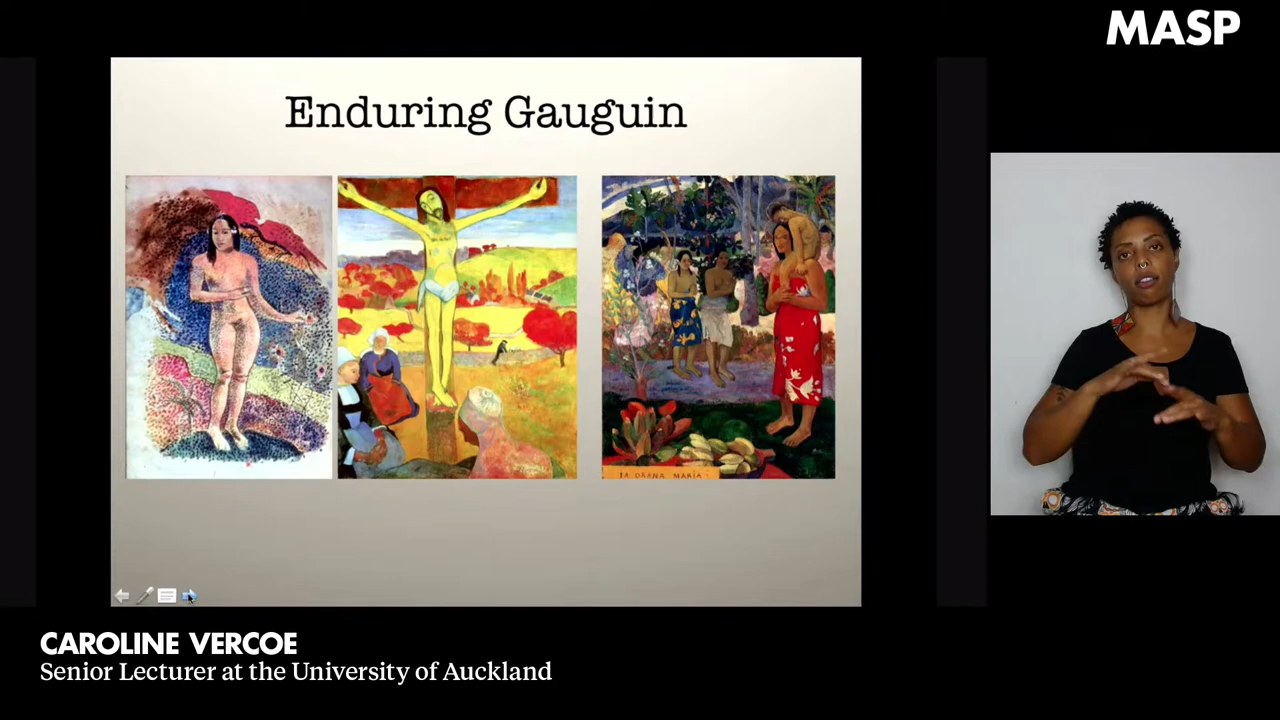 MASP
Enduring Gauguin
IA ORANA MARIA
CAROLINE VERCOE
Senior Lecturer at the University of Auckland